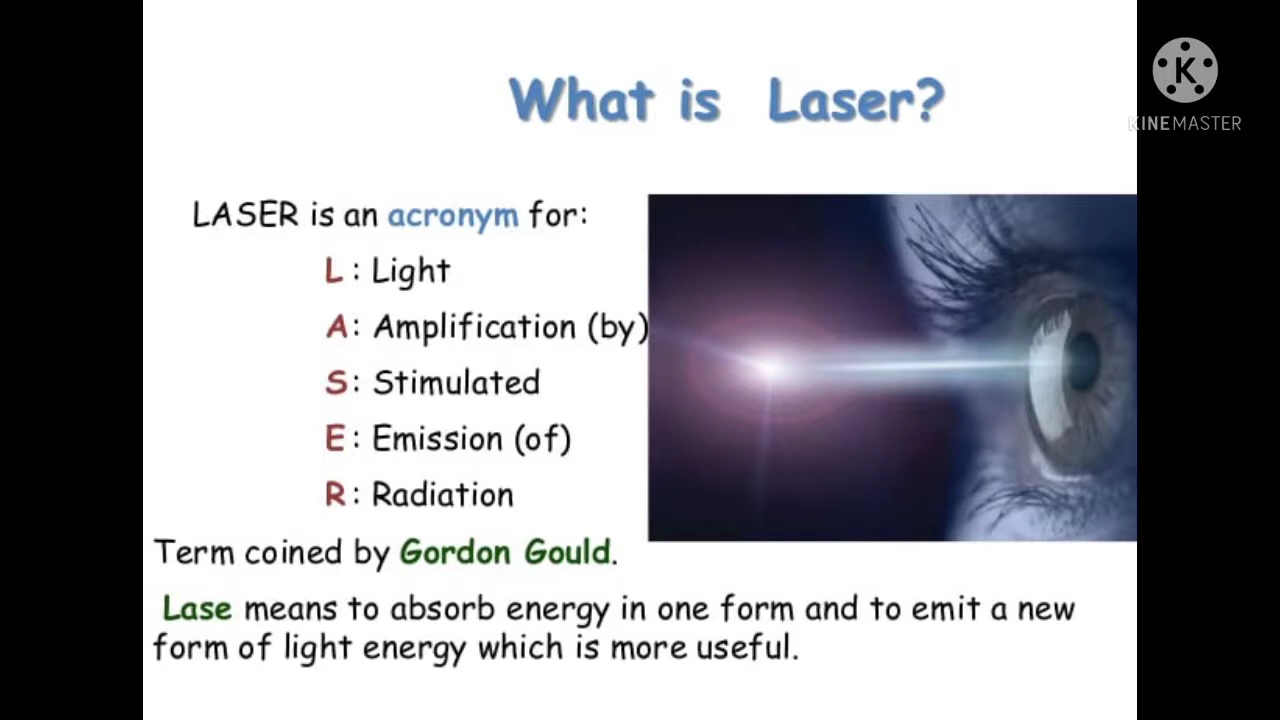 What is Laser?
K
KINEMASTER
LASER is an acronym for:
L : Light
A : Amplification (by)
S : Stimulated
E : Emission (of)
R : Radiation
Term coined by Gordon Gould.
Lase means to absorb energy in one form and to emit a new
form of light energy which is more useful.